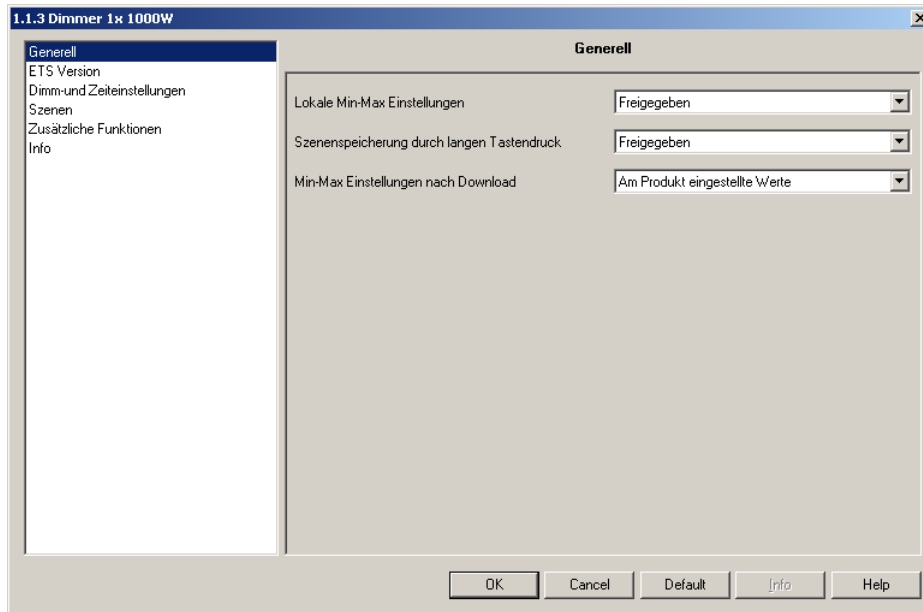 1.1.3 Dimmer 1x 1000W
Generell
ETS Version
Dimm-und Zeiteinstellungen
Szenen
Zusätzliche Funktionen
Info
Generell
Lokale Min-Max Einstellungen Freigegeben
Szenenspeicherung durch langen Tastendruck Freigegeben
Min-Max Einstellungen nach Download Am Produkt eingestellte Werte
OK Cancel Default Info Help